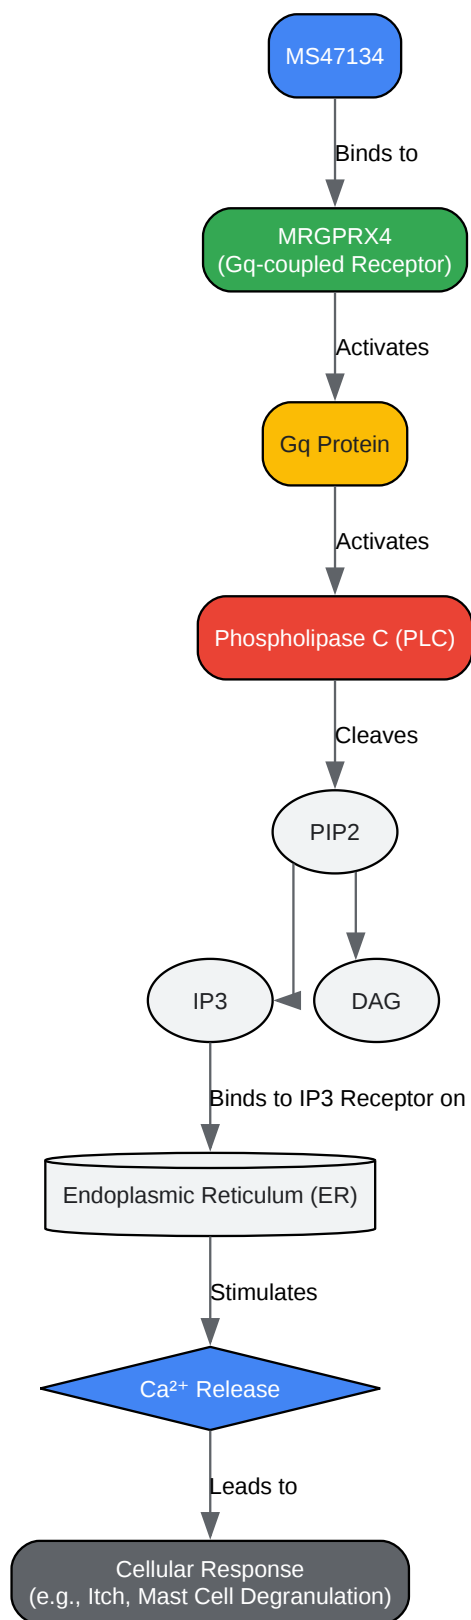 MS47134
Binds to
MRGPRX4
(Gq-coupled Receptor)
Activates
Gq Protein
Activates
Phospholipase C (PLC)
Cleaves
PIP2
IP3
DAG
Binds to IP3 Receptor on
Endoplasmic Reticulum (ER)
Stimulates
Ca²⁺ Release
Leads to
Cellular Response
(e.g., Itch, Mast Cell Degranulation)